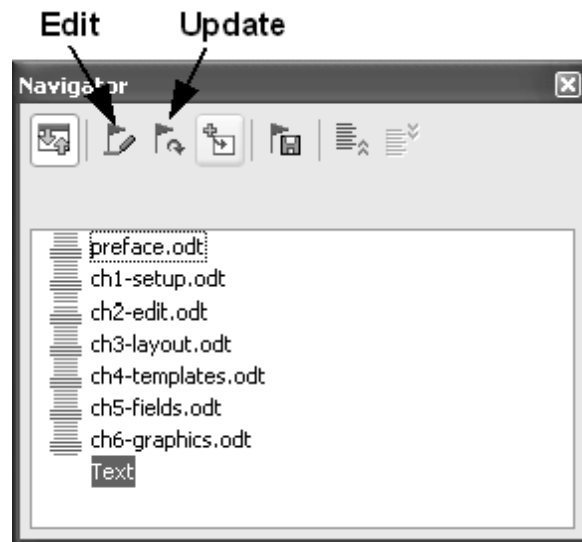 Edit Update
Navigator
preface.odt
ch1-setup.odt
ch2-edit.odt
ch3-layout.odt
ch4-templates.odt
ch5-fields.odt
ch6-graphics.odt
Text